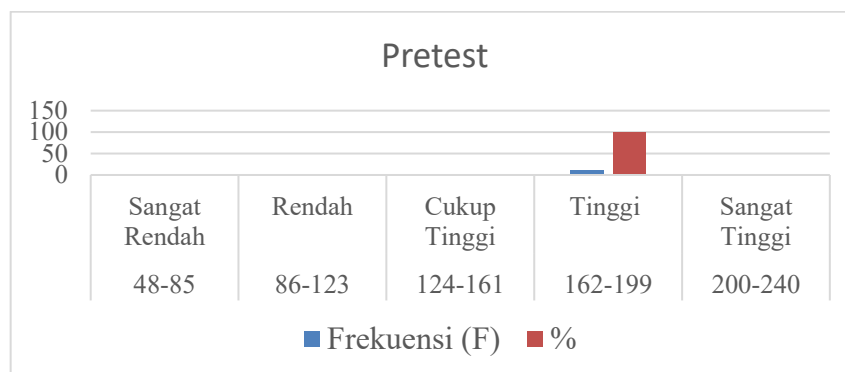 Pretest
150
100
50
0
Sangat Rendah Cukup Tinggi Sangat
Rendah Tinggi Tinggi
48-85 86-123 124-161 162-199 200-240
Frekuensi (F) %